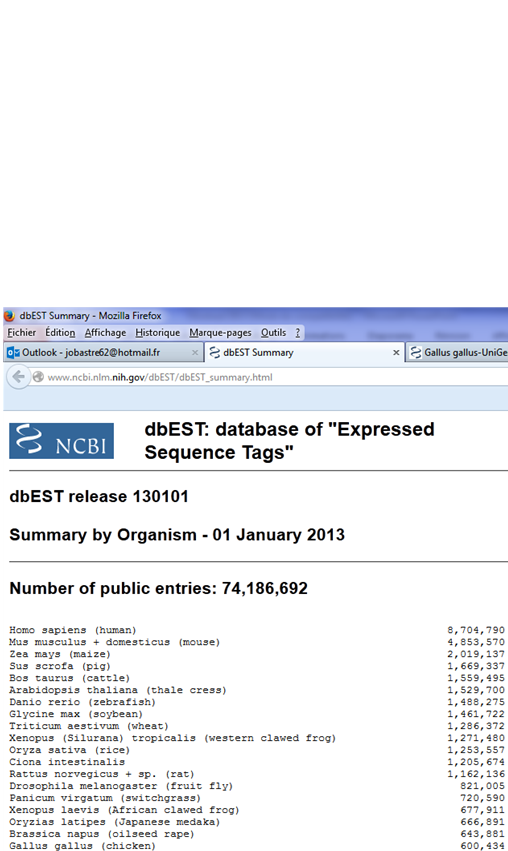 dbEST Summary - Mozilla Firefox
Fichier Édition Affichage Historique Marque-pages Outils ?
Outlook - jobastre62@hotmail.fr × dbEST Summary × Gallus gallus-UniGe
www.ncbi.nlm.nih.gov/dbEST/dbEST_summary.html
NCBI
dbEST: database of "Expressed
Sequence Tags"
dbEST release 130101
Summary by Organism - 01 January 2013
Number of public entries: 74,186,692
Homo sapiens (human) 8,704,790
Mus musculus + domesticus (mouse) 4,853,570
Zea mays (maize) 2,019,137
Sus scrofa (pig) 1,669,337
Bos taurus (cattle) 1,559,495
Arabidopsis thaliana (thale cress) 1,529,700
Danio rerio (zebrafish) 1,488,275
Glycine max (soybean) 1,461,722
Triticum aestivum (wheat) 1,286,372
Xenopus (Silurana) tropicalis (western clawed frog) 1,271,480
Oryza sativa (rice) 1,253,557
Ciona intestinalis 1,205,674
Rattus norvegicus + sp. (rat) 1,162,136
Drosophila melanogaster (fruit fly) 821,005
Panicum virgatum (switchgrass) 720,590
Xenopus laevis (African clawed frog) 677,911
Oryzias latipes (Japanese medaka) 666,891
Brassica napus (oilseed rape) 643,881
Gallus gallus (chicken) 600,434